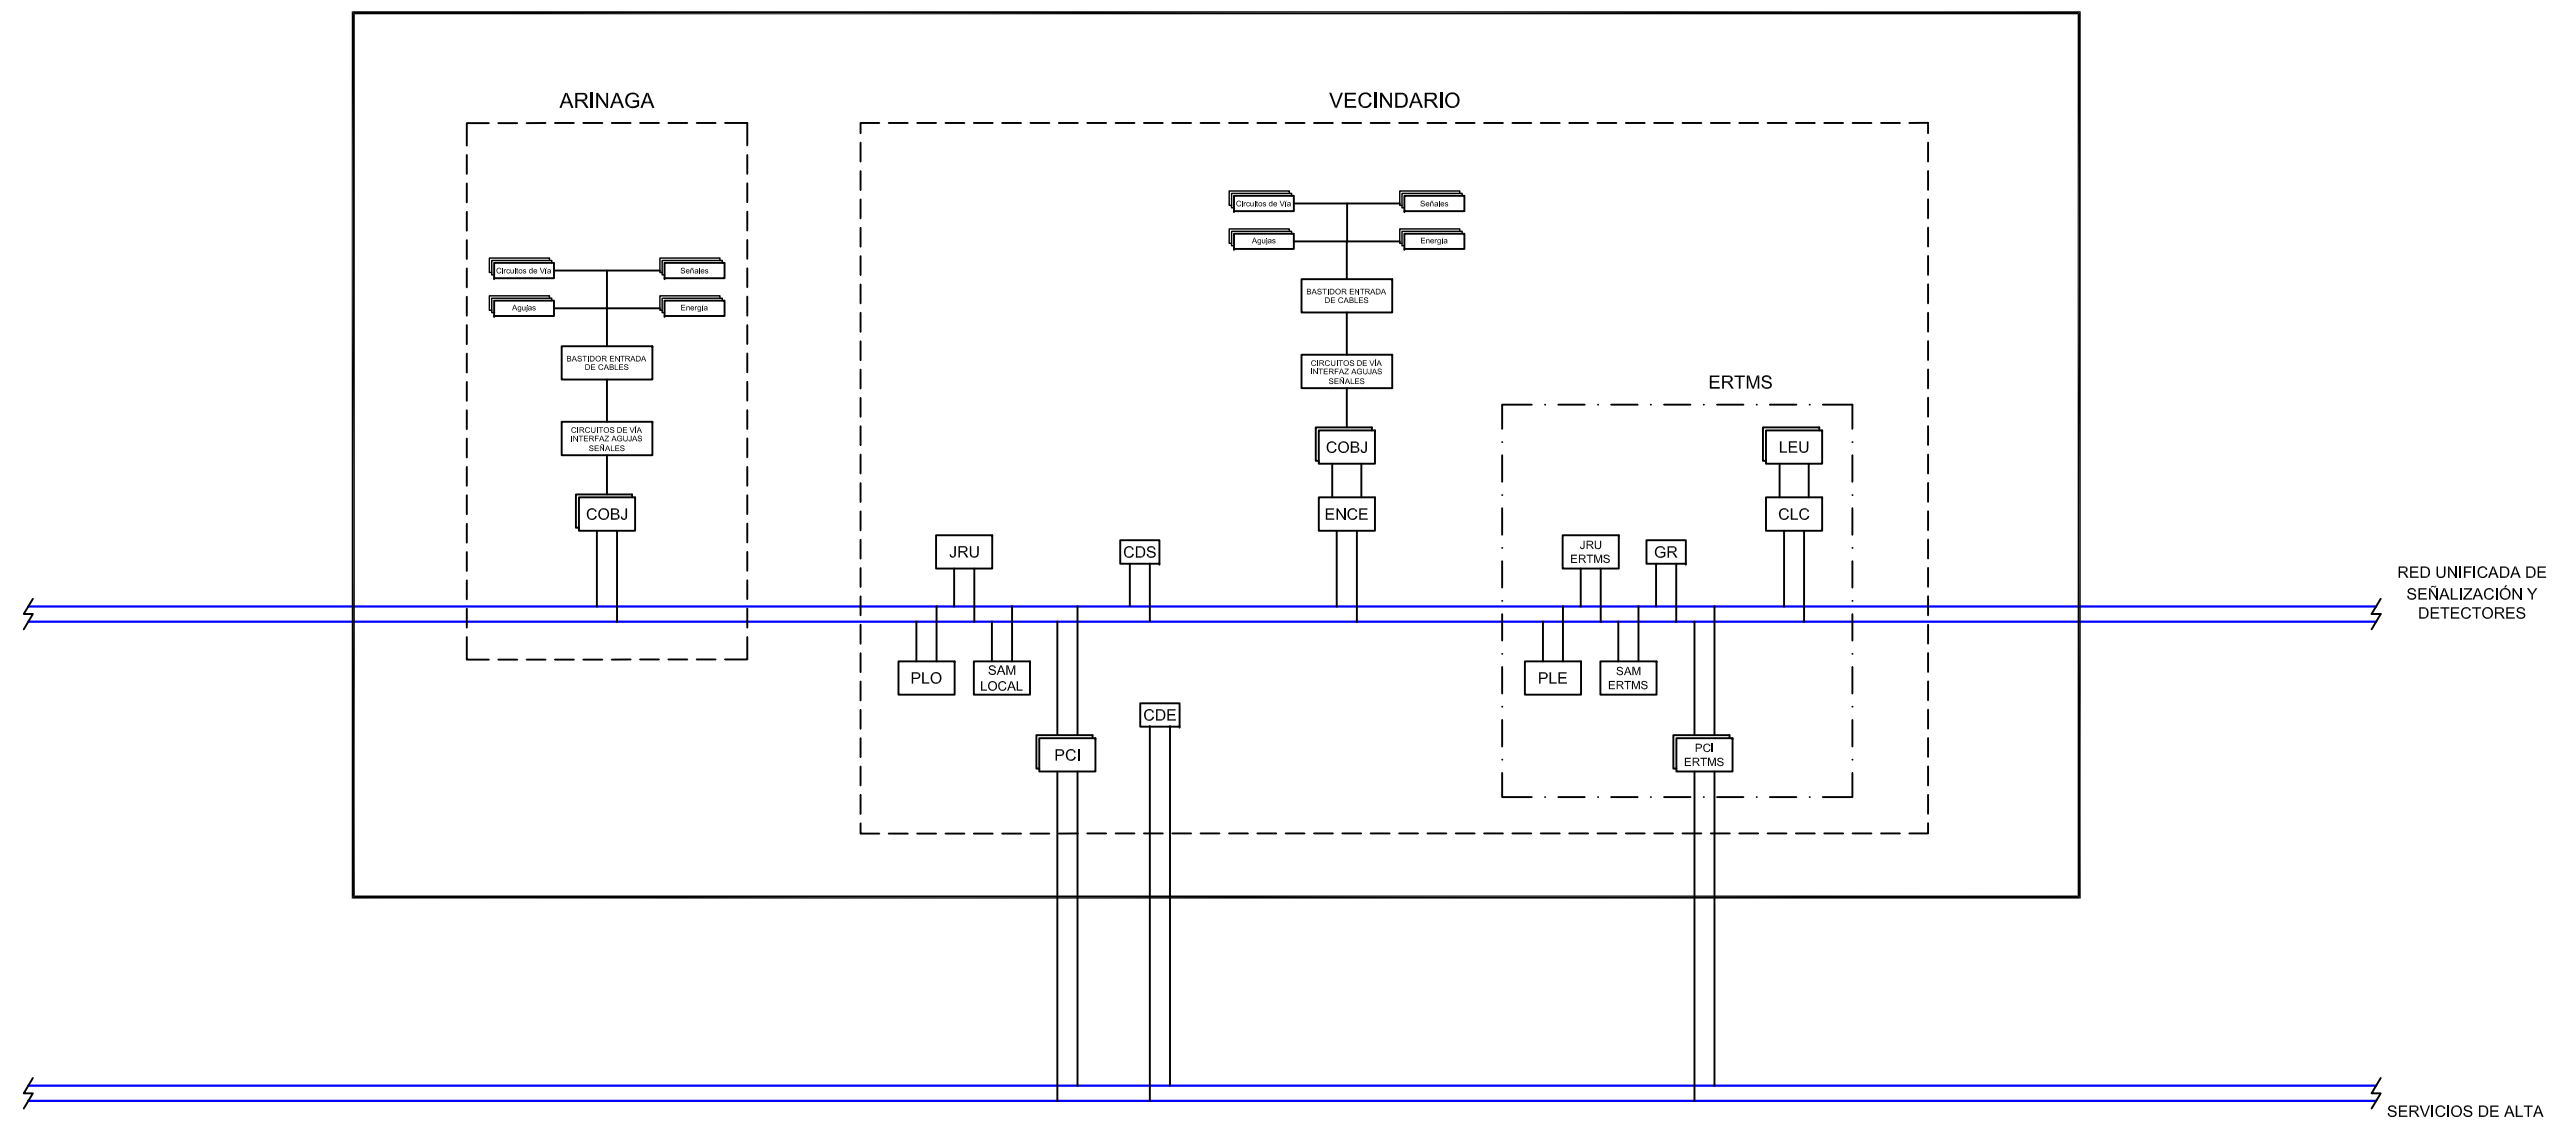 ARINAGA
Circuitos de Vía
Señales
Agujas
Energía
BASTIDOR ENTRADA
DE CABLES
CIRCUITOS DE VÍA
INTERFAZ AGUJAS
SEÑALES
COBJ
VECINDARIO
Circuitos de Vía
Señales
Agujas
Energía
BASTIDOR ENTRADA
DE CABLES
CIRCUITOS DE VÍA
INTERFAZ AGUJAS
SEÑALES
COBJ
ENCE
JRU
CDS
PLO
SAM
LOCAL
CDE
PCI
ERTMS
LEU
CLC
JRU
ERTMS
GR
PLE
SAM
ERTMS
PCI
ERTMS
RED UNIFICADA DE
SEÑALIZACIÓN Y
DETECTORES
SERVICIOS DE ALTA